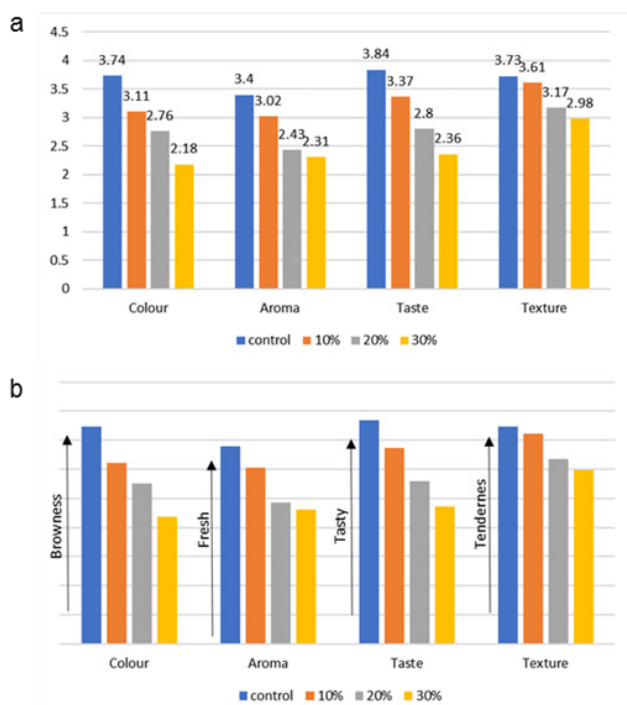 a
4.5
4
3.5
3
2.5
2
1.5
1
0.5
0
3.74
3.11
2.76
2.18
3.4
3.02
2.43
2.31
3.84
3.37
2.8
2.36
3.73
3.61
3.17
2.98
Colour Aroma Taste Texture
control 10% 20% 30%
b
Browness
Fresh
Tasty
Tendernes
Colour Aroma Taste Texture
control 10% 20% 30%